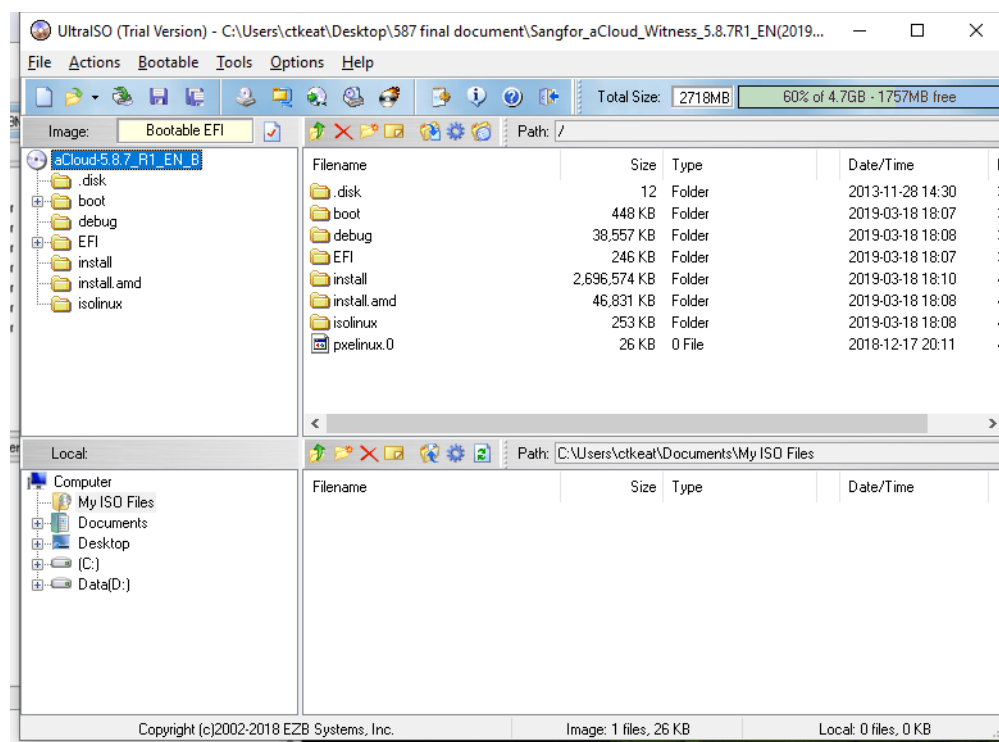 UltraISO (Trial Version) - C:\Users\ctkeat\Desktop\587 final document\Sangfor_aCloud_Witness_5.8.7R1_EN(2019...
File Actions Bootable Tools Options Help
Total Size: 2718MB 60% of 4.7GB - 1757MB free
Image: Bootable EFI Path: /
aCloud-5.8.7_R1_EN_B
.disk
boot
debug
EFI
install
install.amd
isolinux
Filename Size Type Date/Time
.disk 12 Folder 2013-11-28 14:30
boot 448 KB Folder 2019-03-18 18:07
debug 38,557 KB Folder 2019-03-18 18:08
EFI 246 KB Folder 2019-03-18 18:07
install 2,696,574 KB Folder 2019-03-18 18:10
install.amd 46,831 KB Folder 2019-03-18 18:08
isolinux 253 KB Folder 2019-03-18 18:08
pxelinux.0 26 KB 0 File 2018-12-17 20:11
Local: Path: C:\Users\ctkeat\Documents\My ISO Files
Computer
My ISO Files
Documents
Desktop
(C:)
Data(D:)
Filename Size Type Date/Time
Copyright (c)2002-2018 EZB Systems, Inc. Image: 1 files, 26 KB Local: 0 files, 0 KB